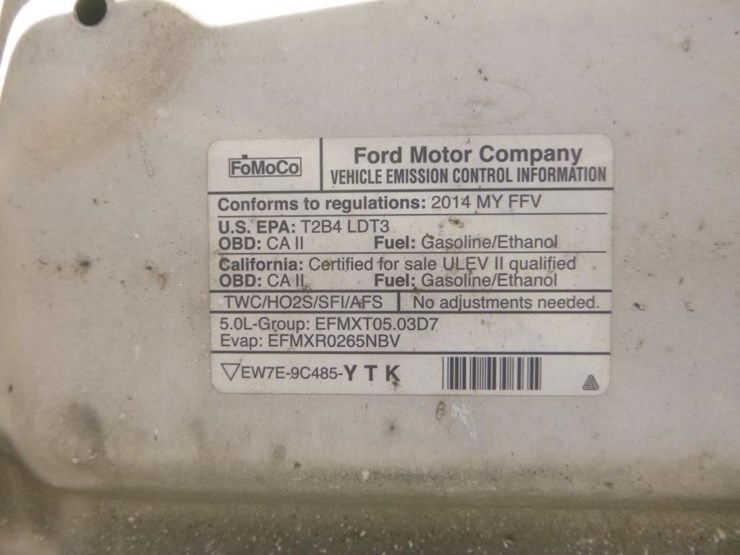 FoMoCo
Ford Motor Company
VEHICLE EMISSION CONTROL INFORMATION
Conforms to regulations: 2014 MY FFV
U.S. EPA: T2B4 LDT3
OBD: CA II Fuel: Gasoline/Ethanol
California: Certified for sale ULEV II qualified
OBD: CA II Fuel: Gasoline/Ethanol
TWC/HO2S/SFI/AFS No adjustments needed.
5.0L-Group: EFMXT05.03D7
Evap: EFMXR0265NBV
EW7E-9C485-Y T K